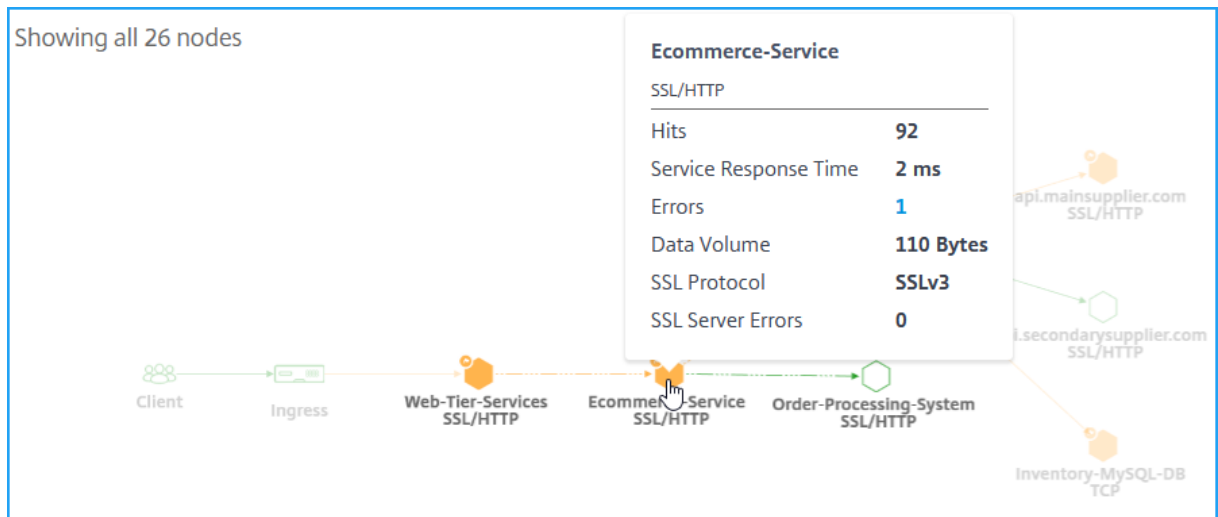 Showing all 26 nodes
Ecommerce-Service
SSL/HTTP
Hits 92
Service Response Time 2 ms
Errors 1
Data Volume 110 Bytes
SSL Protocol SSLv3
SSL Server Errors 0
api.mainsupplier.com
SSL/HTTP
i.secondarysupplier.com
SSL/HTTP
Client
Ingress
Web-Tier-Services
SSL/HTTP
Ecommerce-Service
SSL/HTTP
Order-Processing-System
SSL/HTTP
Inventory-MySQL-DB
TCP